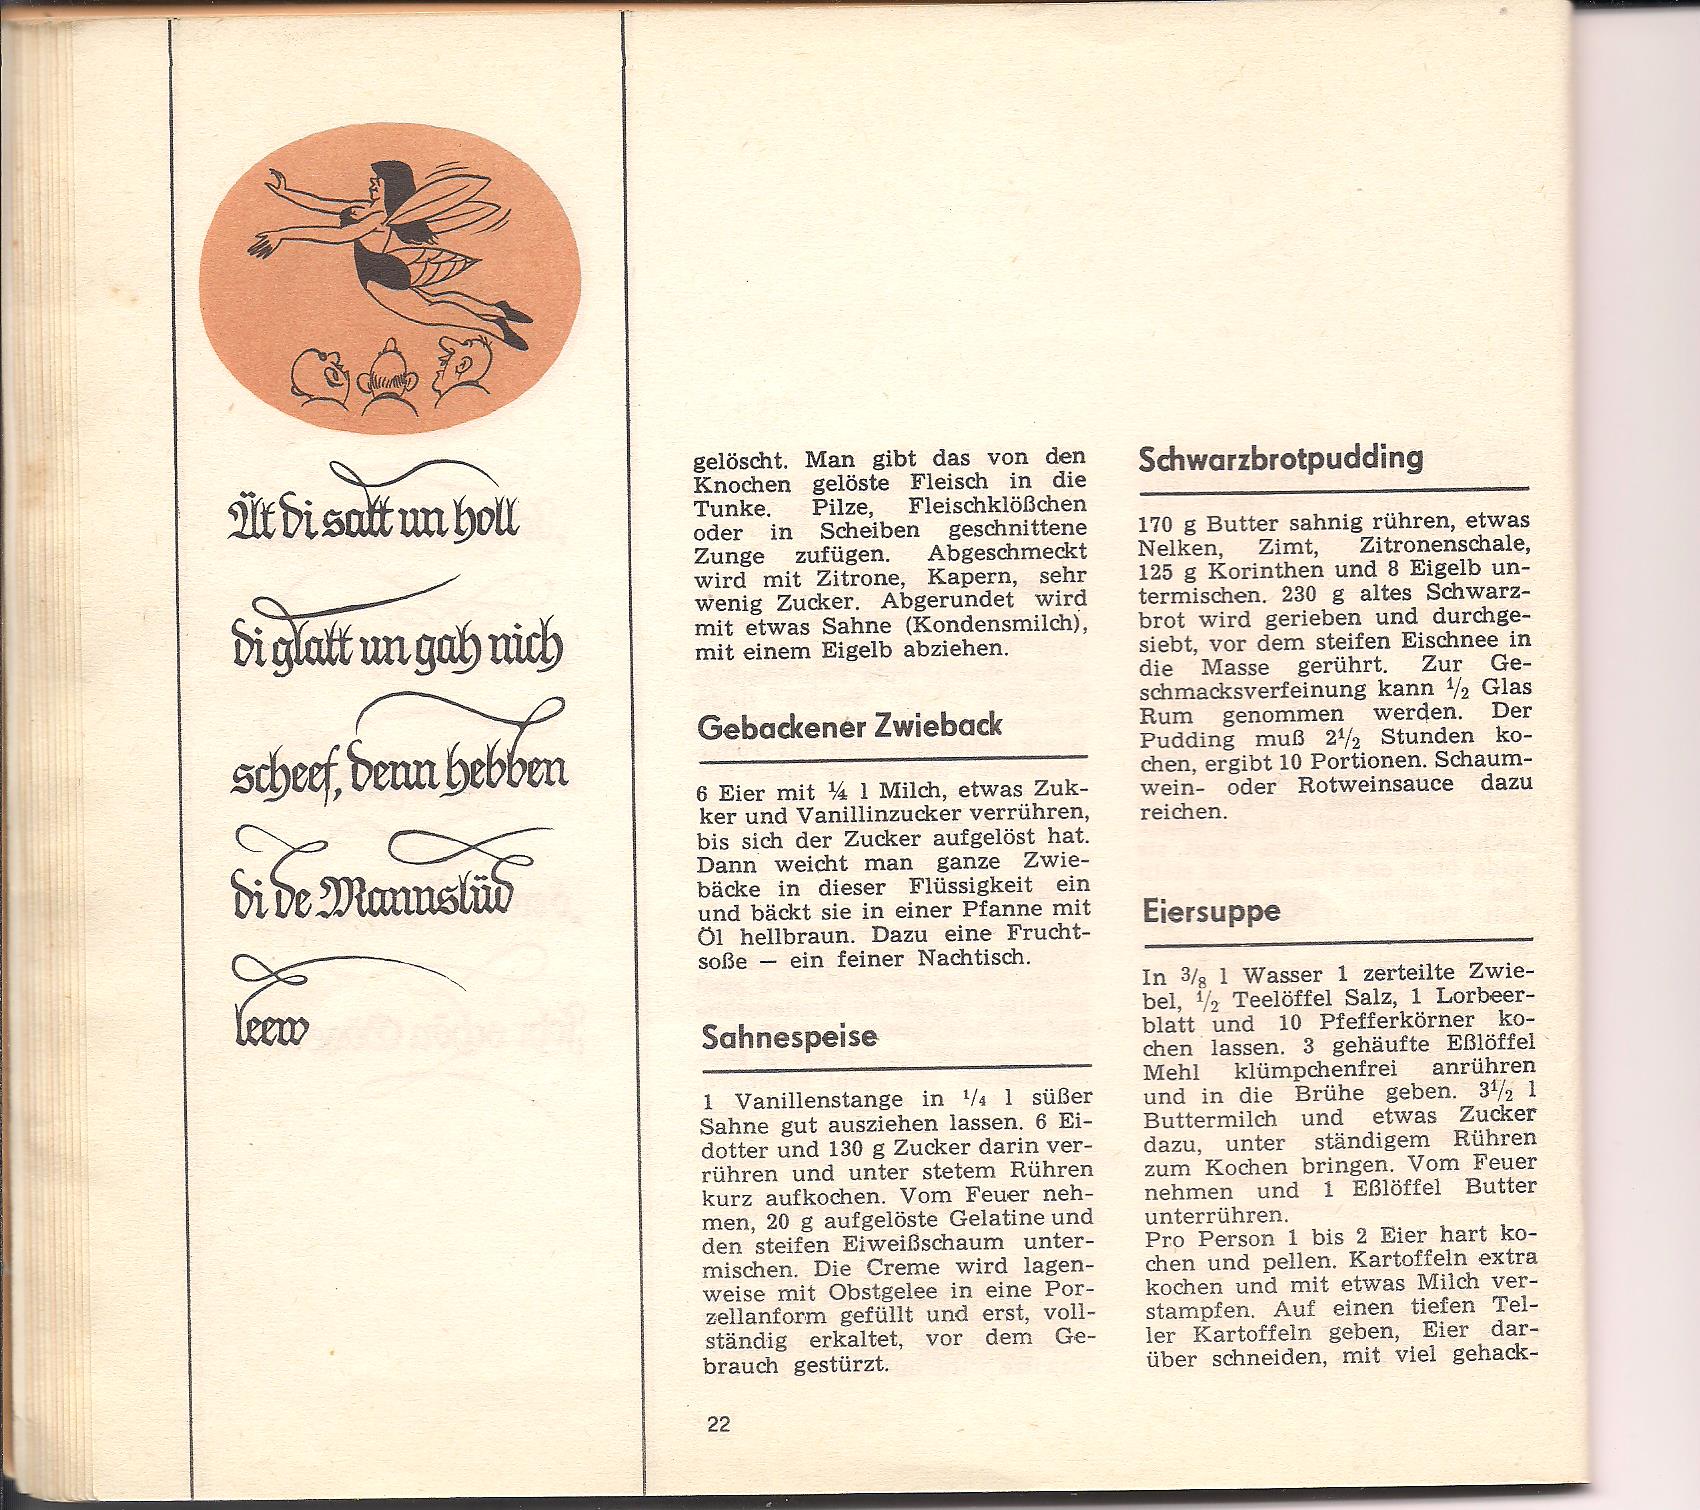 Ät di satt un holl
di glatt un gah nich
scheef, denn hebben
di de Mannslüd
leew
gelöscht. Man gibt das von den
Knochen gelöste Fleisch in die
Tunke. Pilze, Fleischklößchen
oder in Scheiben geschnittene
Zunge zufügen. Abgeschmeckt
wird mit Zitrone, Kapern, sehr
wenig Zucker. Abgerundet wird
mit etwas Sahne (Kondensmilch),
mit einem Eigelb abziehen.
Gebackener Zwieback
6 Eier mit ¼ l Milch, etwas Zuk-
ker und Vanillinzucker verrühren,
bis sich der Zucker aufgelöst hat.
Dann weicht man ganze Zwie-
bäcke in dieser Flüssigkeit ein
und bäckt sie in einer Pfanne mit
Öl hellbraun. Dazu eine Frucht-
soße — ein feiner Nachtisch.
Sahnespeise
1 Vanillenstange in 1/4 l süßer
Sahne gut ausziehen lassen. 6 Ei-
dotter und 130 g Zucker darin ver-
rühren und unter stetem Rühren
kurz aufkochen. Vom Feuer neh-
men, 20 g aufgelöste Gelatine und
den steifen Eiweißschaum unter-
mischen. Die Creme wird lagen-
weise mit Obstgelee in eine Por-
zellanform gefüllt und erst, voll-
ständig erkaltet, vor dem Ge-
brauch gestürzt.
22
Schwarzbrotpudding
170 g Butter sahnig rühren, etwas
Nelken, Zimt, Zitronenschale,
125 g Korinthen und 8 Eigelb un-
termischen. 230 g altes Schwarz-
brot wird gerieben und durchge-
siebt, vor dem steifen Eischnee in
die Masse gerührt. Zur Ge-
schmacksverfeinung kann 1/2 Glas
Rum genommen werden. Der
Pudding muß 2 1/2 Stunden ko-
chen, ergibt 10 Portionen. Schaum-
wein- oder Rotweinsauce dazu
reichen.
Eiersuppe
In 3/8 l Wasser 1 zerteilte Zwie-
bel, 1/2 Teelöffel Salz, 1 Lorbeer-
blatt und 10 Pfefferkörner ko-
chen lassen. 3 gehäufte Eßlöffel
Mehl klümpchenfrei anrühren
und in die Brühe geben. 3 1/2 l
Buttermilch und etwas Zucker
dazu, unter ständigem Rühren
zum Kochen bringen. Vom Feuer
nehmen und 1 Eßlöffel Butter
unterrühren.
Pro Person 1 bis 2 Eier hart ko-
chen und pellen. Kartoffeln extra
kochen und mit etwas Milch ver-
stampfen. Auf einen tiefen Tel-
ler Kartoffeln geben, Eier dar-
über schneiden, mit viel gehack-